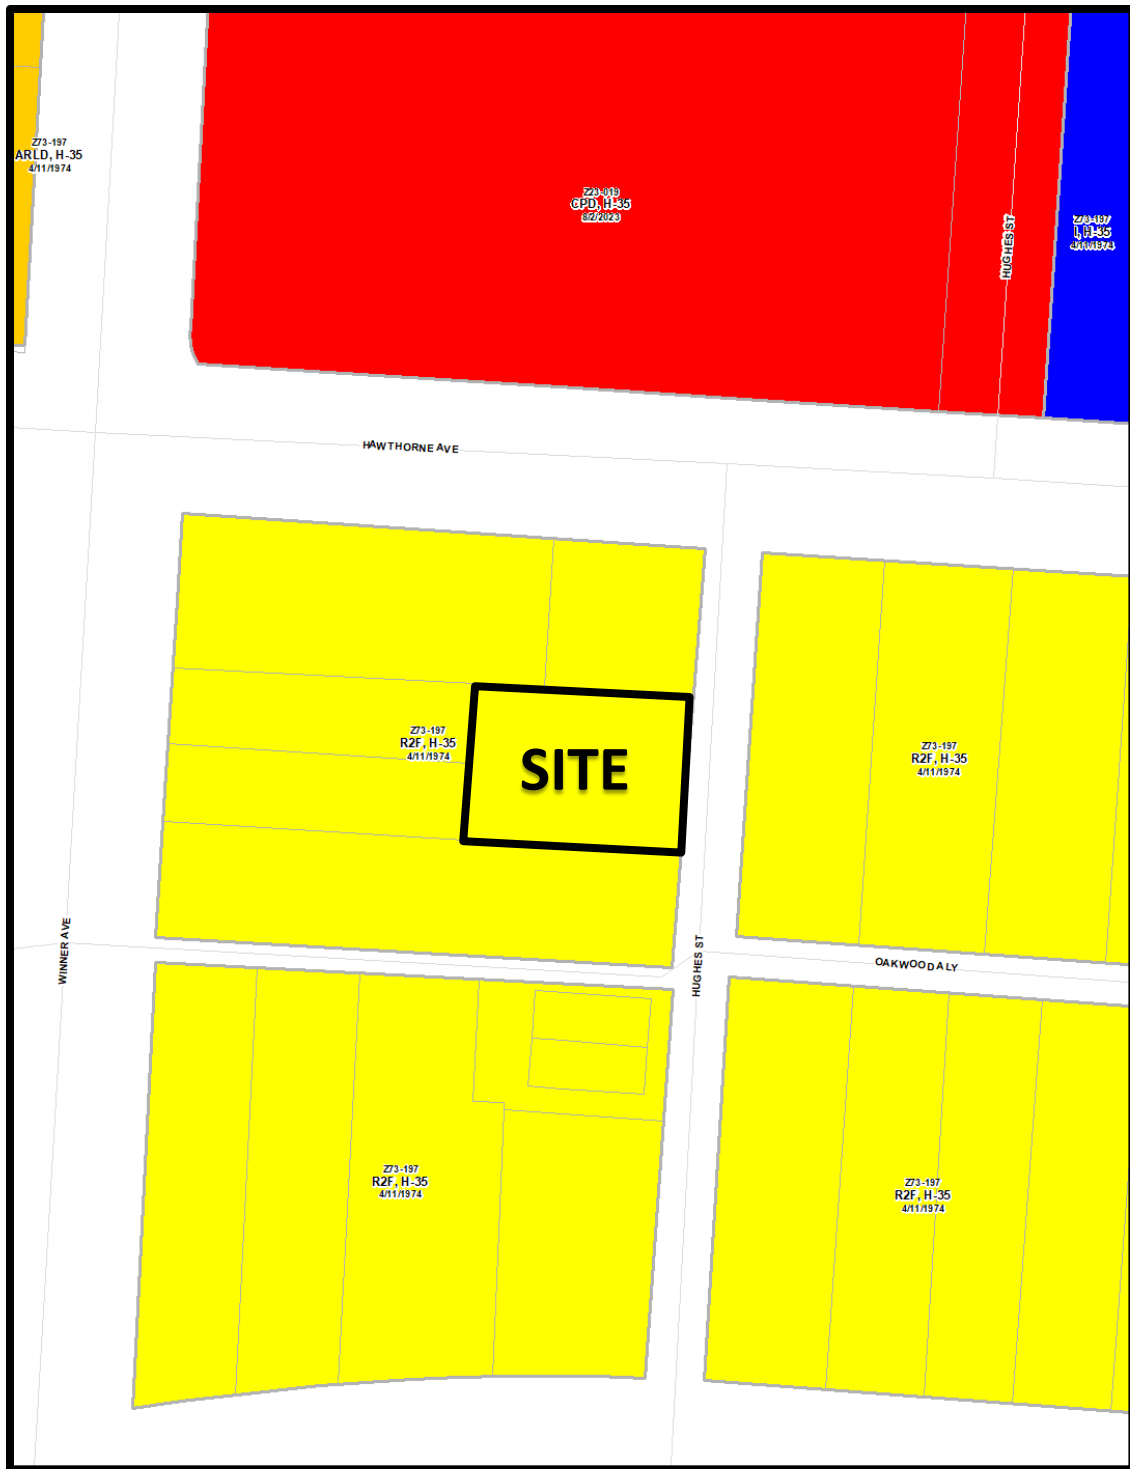 Z73-197
ARLD, H-35
4/11/1974
Z23-019
CPD, H-35
8/2/2023
HUGHES ST
Z73-197
I, H-35
4/11/1974
HAWTHORNE AVE
Z73-197
R2F, H-35
4/11/1974
SITE
Z73-197
R2F, H-35
4/11/1974
WINNER AVE
HUGHES ST
OAKWOOD ALY
Z73-197
R2F, H-35
4/11/1974
Z73-197
R2F, H-35
4/11/1974